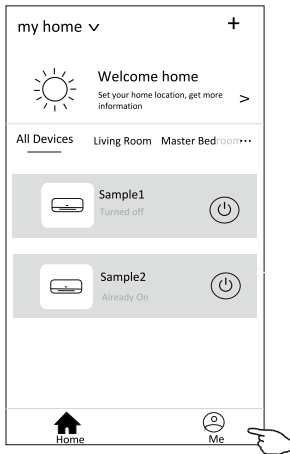 my home
Welcome home
Set your home location, get more
information
All Devices Living Room Master Bedroom
Sample1
Turned off
Sample2
Already On
Home Me